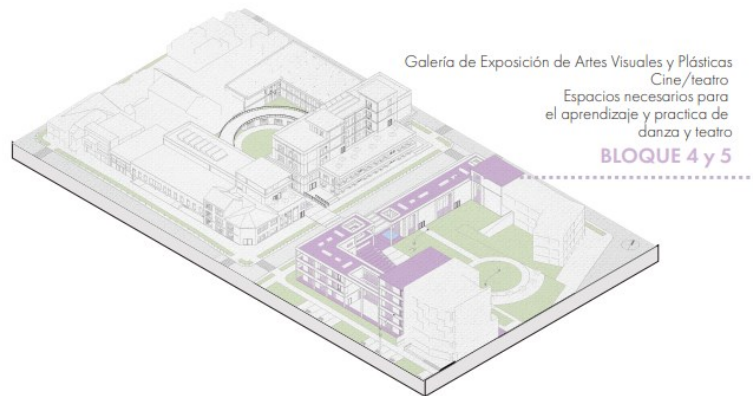 Galería de Exposición de Artes Visuales y Plásticas
Cine/teatro
Espacios necesarios para
el aprendizaje y practica de
danza y teatro
BLOQUE 4 y 5